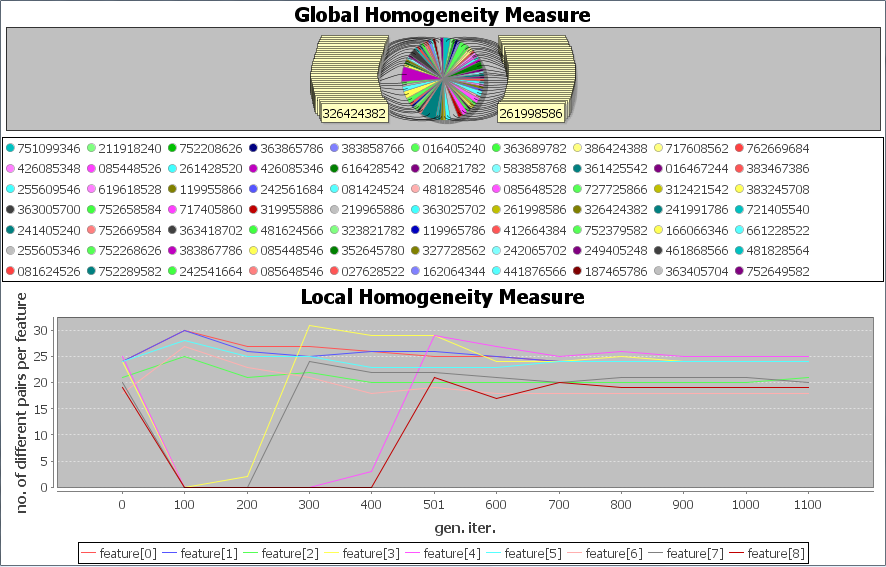 Global Homogeneity Measure
326424382 261998586
751099346 211918240 752208626 363865786 383858766 016405240 363689782 386424388 717608562 762669684
426085348 085448526 261428520 426085346 616428542 206821782 583858768 361425542 016467244 383467386
255609546 619618528 119955866 242561684 081424524 481828546 085648528 727725866 312421542 383245708
363005700 752658584 717405860 319955886 219965886 363025702 261998586 326424382 241991786 721405540
241405240 752669584 363418702 481624566 323821782 119965786 412664384 752379582 166066346 661228522
255605346 752268626 383867786 085448546 352645780 327728562 242065702 249405248 461868566 481828564
081624526 752289582 242541664 085648546 027628522 162064344 441876566 187465786 363405704 752649582
Local Homogeneity Measure
no. of different pairs per feature
30
25
20
15
10
5
0
0 100 200 300 400 501 600 700 800 900 1000 1100
gen. iter.
feature[0] feature[1] feature[2] feature[3] feature[4] feature[5] feature[6] feature[7] feature[8]